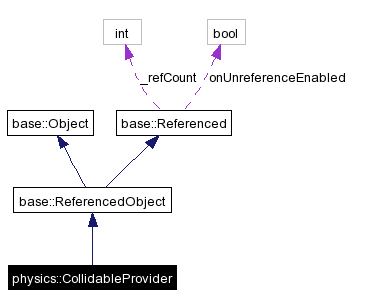 int
bool
_refCount
onUnreferenceEnabled
base::Object
base::Referenced
base::ReferencedObject
physics::CollidableProvider